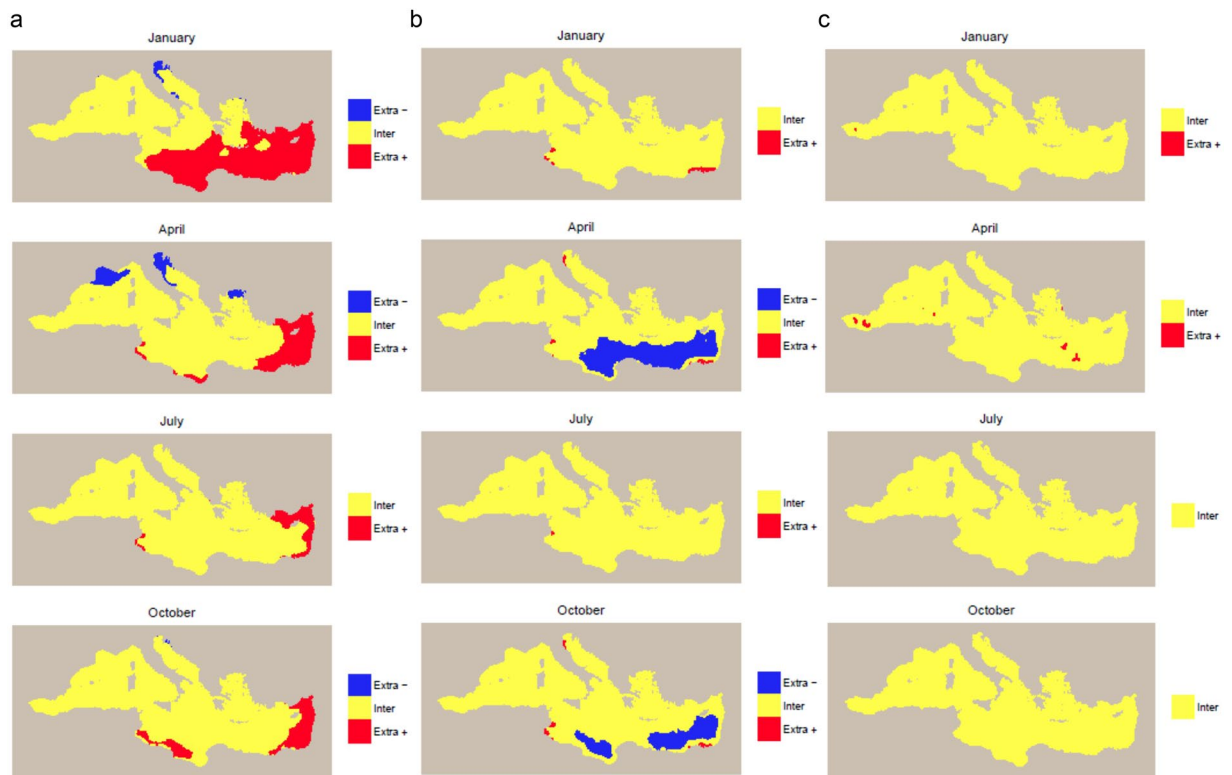 a
January
Extra −
Inter
Extra +
April
Extra −
Inter
Extra +
July
Inter
Extra +
October
Extra −
Inter
Extra +
b
January
Inter
Extra +
April
Extra −
Inter
Extra +
July
Inter
Extra +
October
Extra −
Inter
Extra +
c
January
Inter
Extra +
April
Inter
Extra +
July
Inter
October
Inter